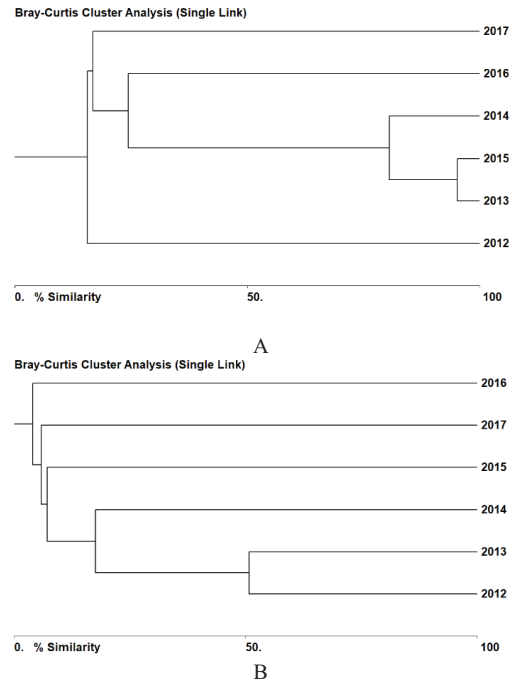 Bray-Curtis Cluster Analysis (Single Link)
2017
2016
2014
2015
2013
2012
0. % Similarity 50. 100
A
Bray-Curtis Cluster Analysis (Single Link)
2016
2017
2015
2014
2013
2012
0. % Similarity 50. 100
B